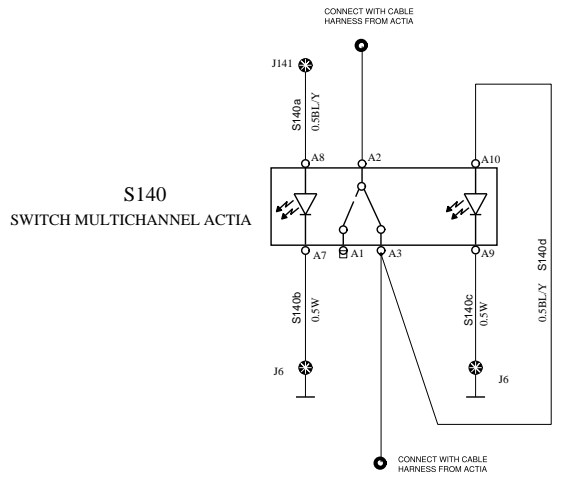 CONNECT WITH CABLE
HARNESS FROM ACTIA
J141
S140a
0.5BL/Y
A8
A2
A10
S140
SWITCH MULTICHANNEL ACTIA
A7
A1
A3
A9
S140b
0.5W
S140c
0.5W
0.5BL/Y S140d
J6
J6
CONNECT WITH CABLE
HARNESS FROM ACTIA